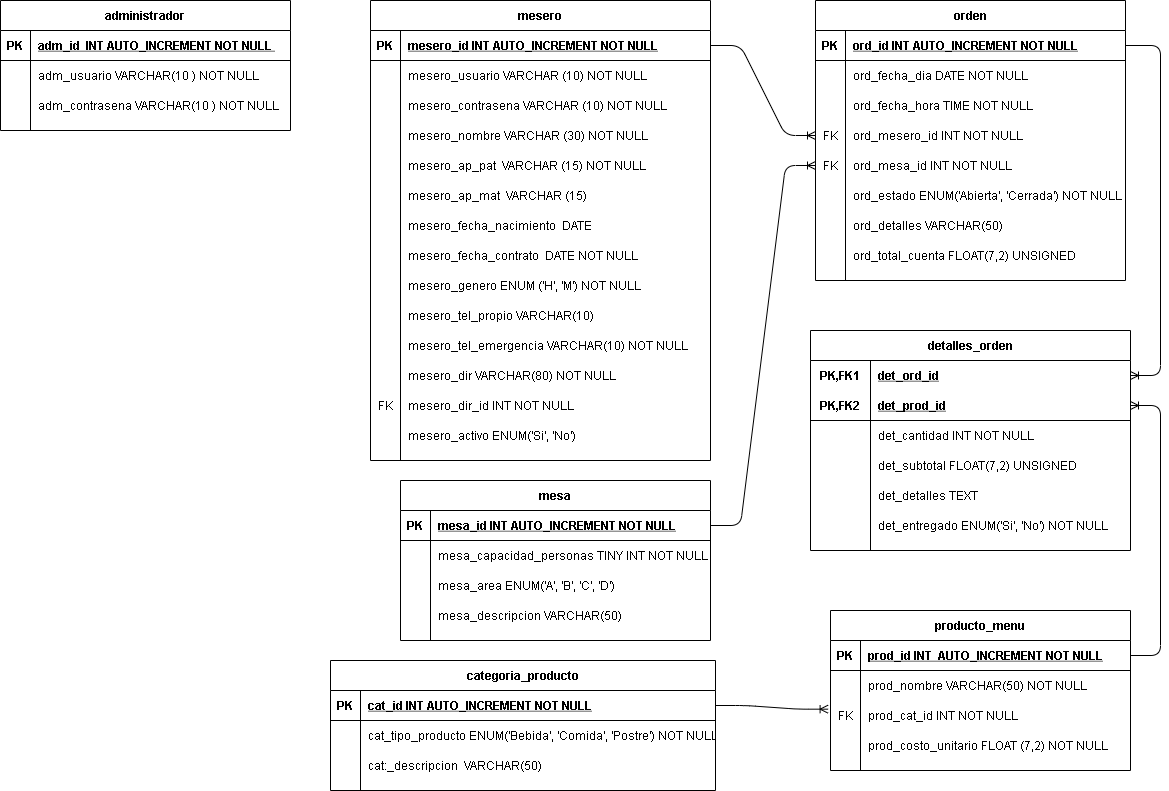 administrador
PK adm_id INT AUTO_INCREMENT NOT NULL
adm_usuario VARCHAR(10 ) NOT NULL
adm_contrasena VARCHAR(10 ) NOT NULL
mesero
PK mesero_id INT AUTO_INCREMENT NOT NULL
mesero_usuario VARCHAR (10) NOT NULL
mesero_contrasena VARCHAR (10) NOT NULL
mesero_nombre VARCHAR (30) NOT NULL
mesero_ap_pat VARCHAR (15) NOT NULL
mesero_ap_mat VARCHAR (15)
mesero_fecha_nacimiento DATE
mesero_fecha_contrato DATE NOT NULL
mesero_genero ENUM ('H', 'M') NOT NULL
mesero_tel_propio VARCHAR(10)
mesero_tel_emergencia VARCHAR(10) NOT NULL
mesero_dir VARCHAR(80) NOT NULL
FK mesero_dir_id INT NOT NULL
mesero_activo ENUM('Si', 'No')
orden
PK ord_id INT AUTO_INCREMENT NOT NULL
ord_fecha_dia DATE NOT NULL
ord_fecha_hora TIME NOT NULL
FK ord_mesero_id INT NOT NULL
FK ord_mesa_id INT NOT NULL
ord_estado ENUM('Abierta', 'Cerrada') NOT NULL
ord_detalles VARCHAR(50)
ord_total_cuenta FLOAT(7,2) UNSIGNED
detalles_orden
PK,FK1 det_ord_id
PK,FK2 det_prod_id
det_cantidad INT NOT NULL
det_subtotal FLOAT(7,2) UNSIGNED
det_detalles TEXT
det_entregado ENUM('Si', 'No') NOT NULL
mesa
PK mesa_id INT AUTO_INCREMENT NOT NULL
mesa_capacidad_personas TINY INT NOT NULL
mesa_area ENUM('A', 'B', 'C', 'D')
mesa_descripcion VARCHAR(50)
producto_menu
PK prod_id INT AUTO_INCREMENT NOT NULL
prod_nombre VARCHAR(50) NOT NULL
FK prod_cat_id INT NOT NULL
prod_costo_unitario FLOAT (7,2) NOT NULL
categoria_producto
PK cat_id INT AUTO_INCREMENT NOT NULL
cat_tipo_producto ENUM('Bebida', 'Comida', 'Postre') NOT NULL
cat:_descripcion VARCHAR(50)